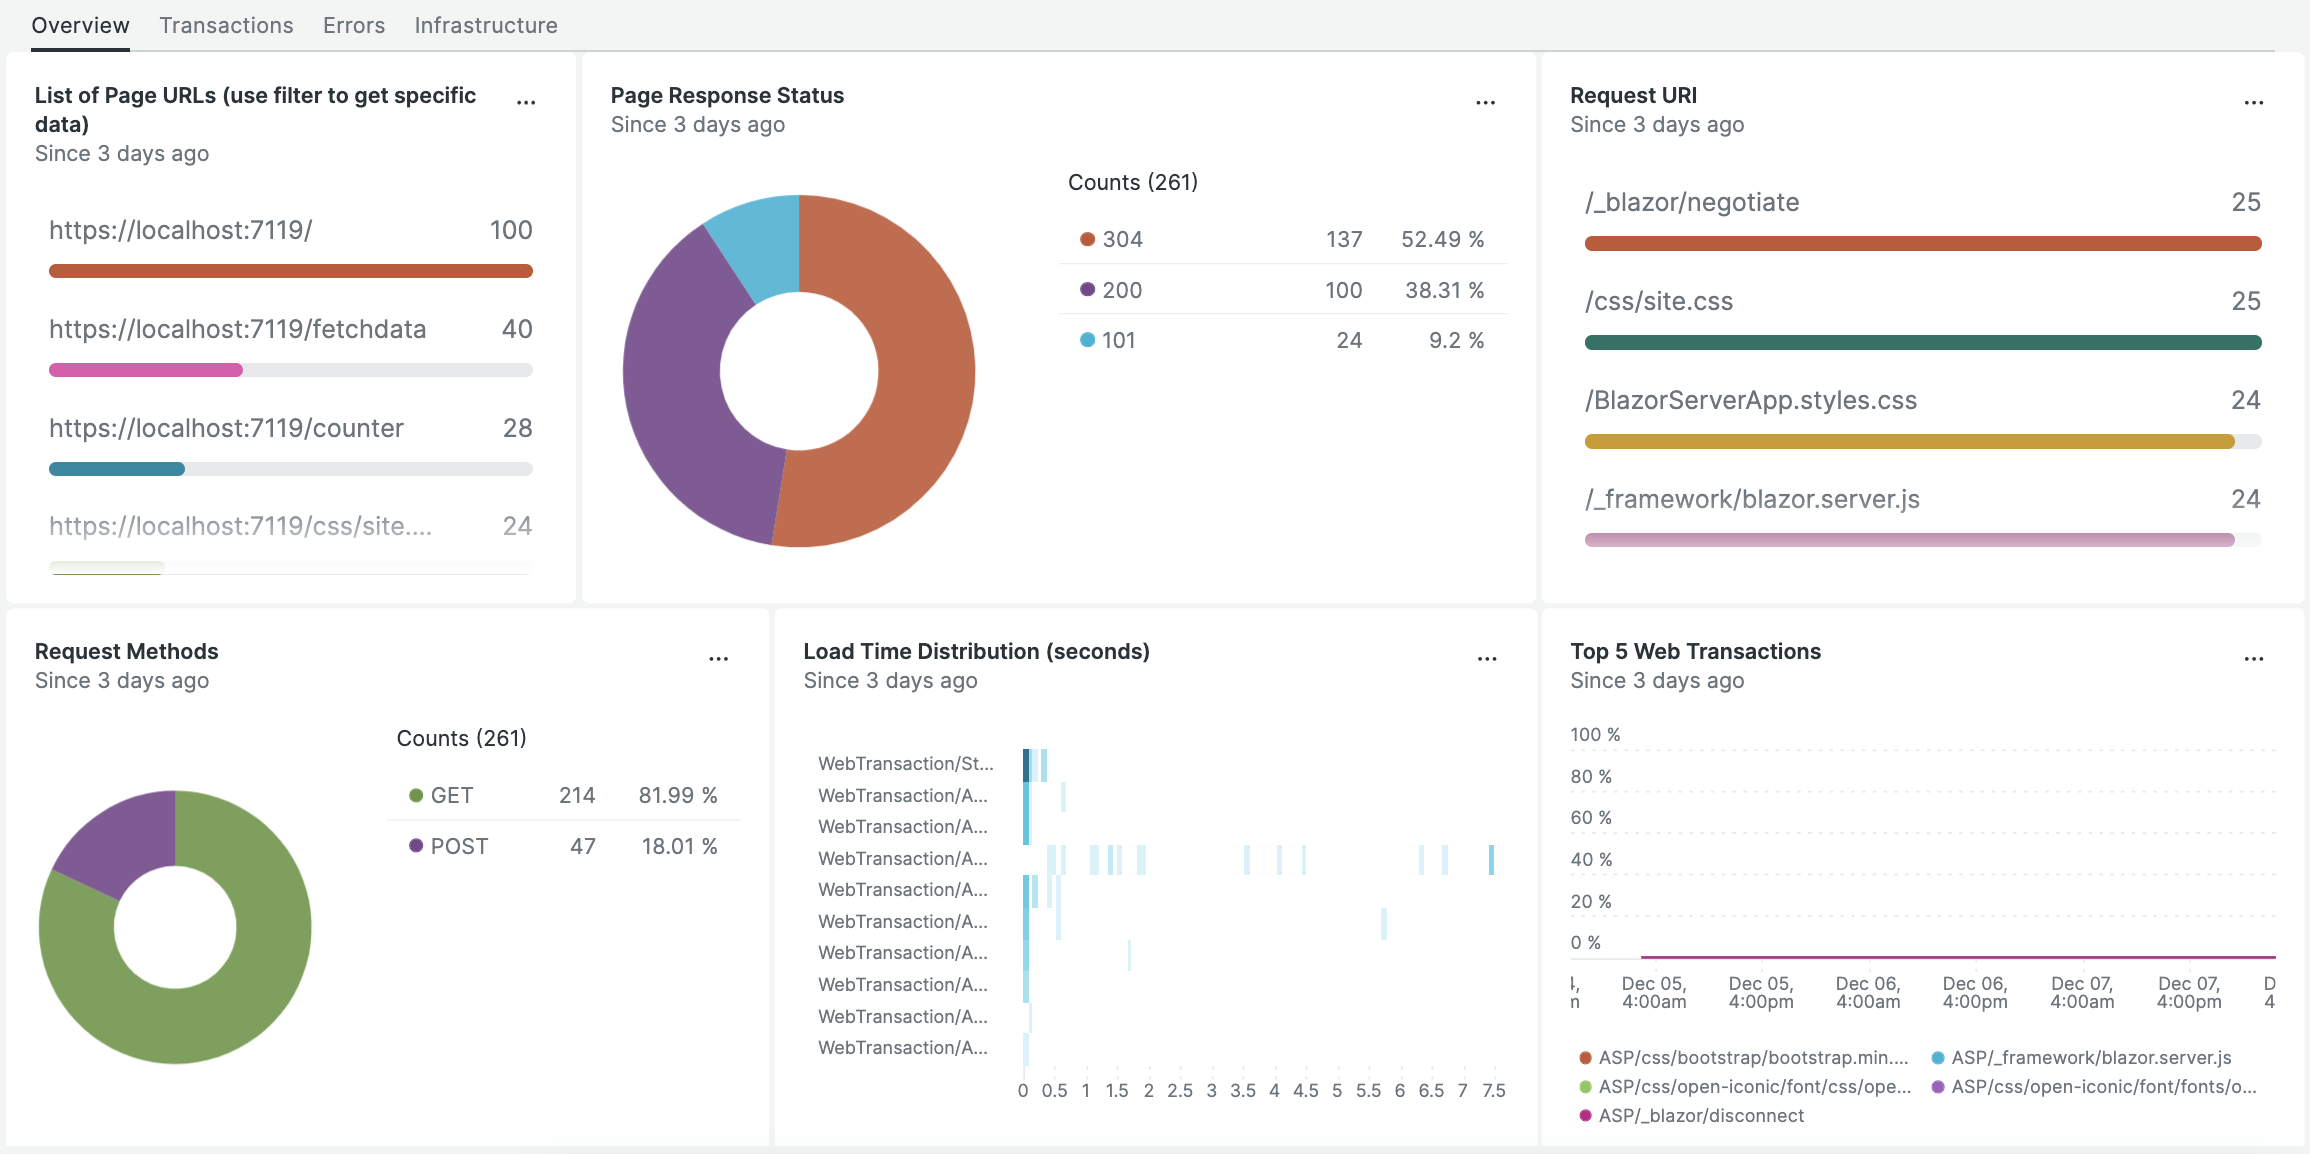 Overview Transactions Errors Infrastructure
List of Page URLs (use filter to get specific
data)
Since 3 days ago
https://localhost:7119/ 100
https://localhost:7119/fetchdata 40
https://localhost:7119/counter 28
https://localhost:7119/css/site.... 24
Page Response Status
Since 3 days ago
Counts (261)
304 137 52.49 %
200 100 38.31 %
101 24 9.2 %
Request URI
Since 3 days ago
/_blazor/negotiate 25
/css/site.css 25
/BlazorServerApp.styles.css 24
/_framework/blazor.server.js 24
Request Methods
Since 3 days ago
Counts (261)
GET 214 81.99 %
POST 47 18.01 %
Load Time Distribution (seconds)
Since 3 days ago
WebTransaction/St...
WebTransaction/A...
WebTransaction/A...
WebTransaction/A...
WebTransaction/A...
WebTransaction/A...
WebTransaction/A...
WebTransaction/A...
WebTransaction/A...
WebTransaction/A...
0 0.5 1 1.5 2 2.5 3 3.5 4 4.5 5 5.5 6 6.5 7 7.5
Top 5 Web Transactions
Since 3 days ago
100 %
80 %
60 %
40 %
20 %
0 %
Dec 05, Dec 05, Dec 06, Dec 06, Dec 07, Dec 07, D
4:00am 4:00pm 4:00am 4:00pm 4:00am 4:00pm 4
ASP/css/bootstrap/bootstrap.min.... ASP/_framework/blazor.server.js
ASP/css/open-iconic/font/css/ope... ASP/css/open-iconic/font/fonts/o...
ASP/_blazor/disconnect